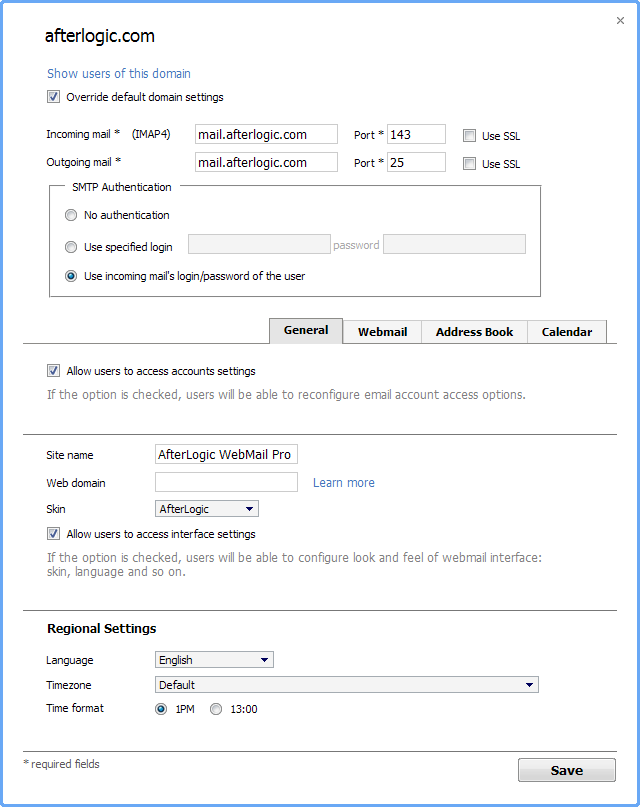 afterlogic.com
Show users of this domain
Override default domain settings
Incoming mail * (IMAP4) mail.afterlogic.com Port * 143 Use SSL
Outgoing mail * mail.afterlogic.com Port * 25 Use SSL
SMTP Authentication
No authentication
Use specified login password
Use incoming mail's login/password of the user
General Webmail Address Book Calendar
Allow users to access accounts settings
If the option is checked, users will be able to reconfigure email account access options.
Site name AfterLogic WebMail Pro
Web domain Learn more
Skin AfterLogic
Allow users to access interface settings
If the option is checked, users will be able to configure look and feel of webmail interface:
skin, language and so on.
Regional Settings
Language English
Timezone Default
Time format 1PM 13:00
* required fields
Save